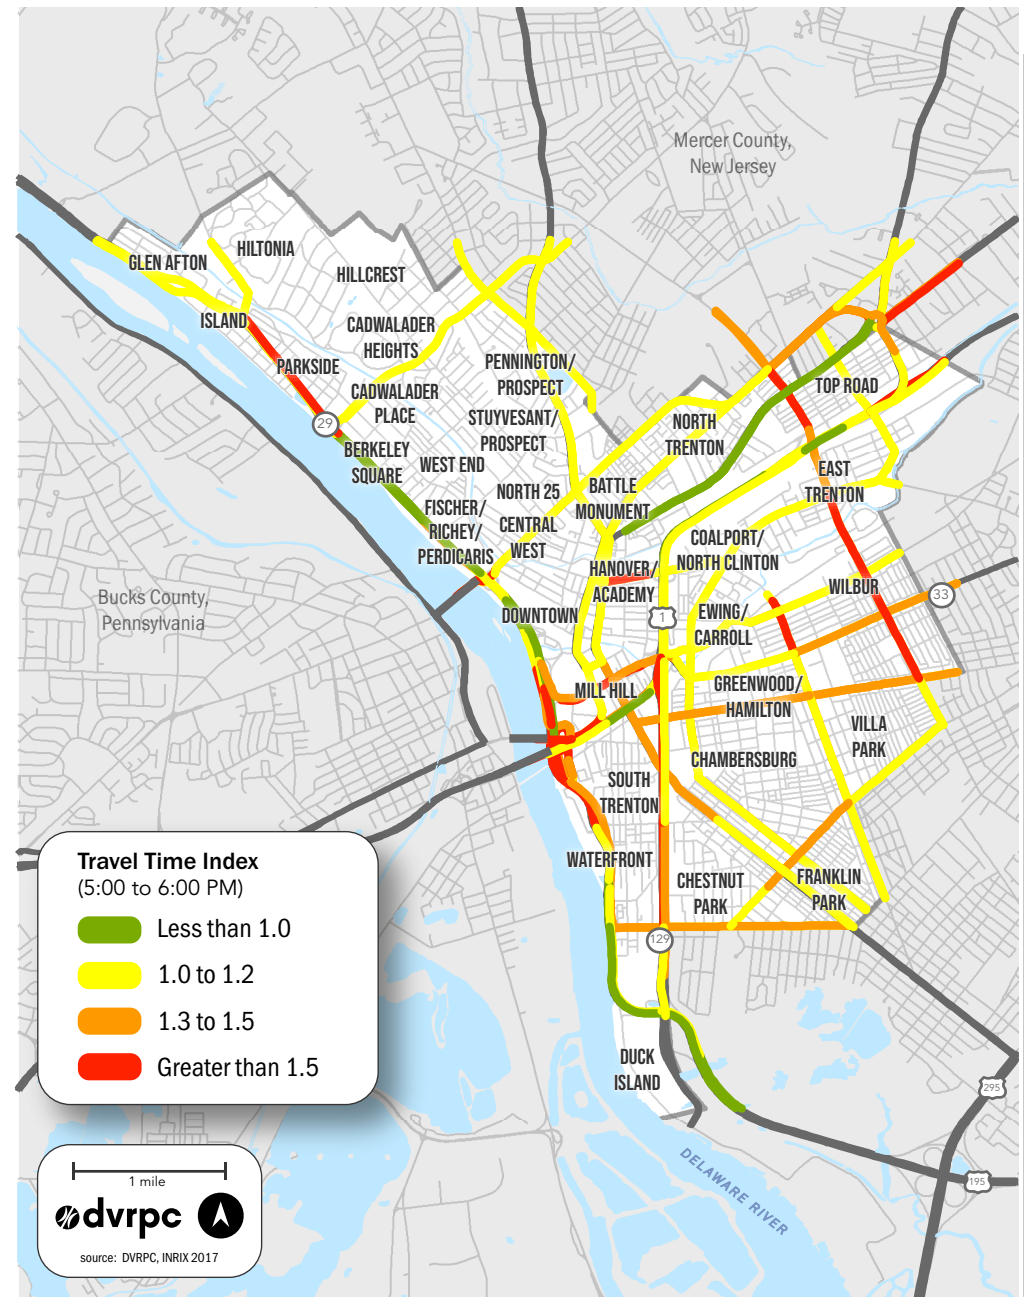 Mercer County,
New Jersey
HILTONIA
GLEN AFTON
HILLCREST
ISLAND
CADWALADER
HEIGHTS
PARKSIDE
PENNINGTON/
PROSPECT
TOP ROAD
CADWALADER
PLACE
29
STUYVESANT/
PROSPECT
NORTH
TRENTON
BERKELEY
SQUARE
WEST END
EAST
TRENTON
NORTH 25
BATTLE
MONUMENT
FISCHER/
RICHEY/
PERDICARIS
CENTRAL
WEST
COALPORT/
NORTH CLINTON
HANOVER/
ACADEMY
WILBUR
33
Bucks County,
Pennsylvania
DOWNTOWN
1
EWING/
CARROLL
MILL HILL
GREENWOOD/
HAMILTON
VILLA
PARK
CHAMBERSBURG
SOUTH
TRENTON
WATERFRONT
CHESTNUT
PARK
FRANKLIN
PARK
129
DUCK
ISLAND
295
195
DELAWARE RIVER
Travel Time Index
(5:00 to 6:00 PM)
Less than 1.0
1.0 to 1.2
1.3 to 1.5
Greater than 1.5
1 mile
dvrpc
source: DVRPC, INRIX 2017